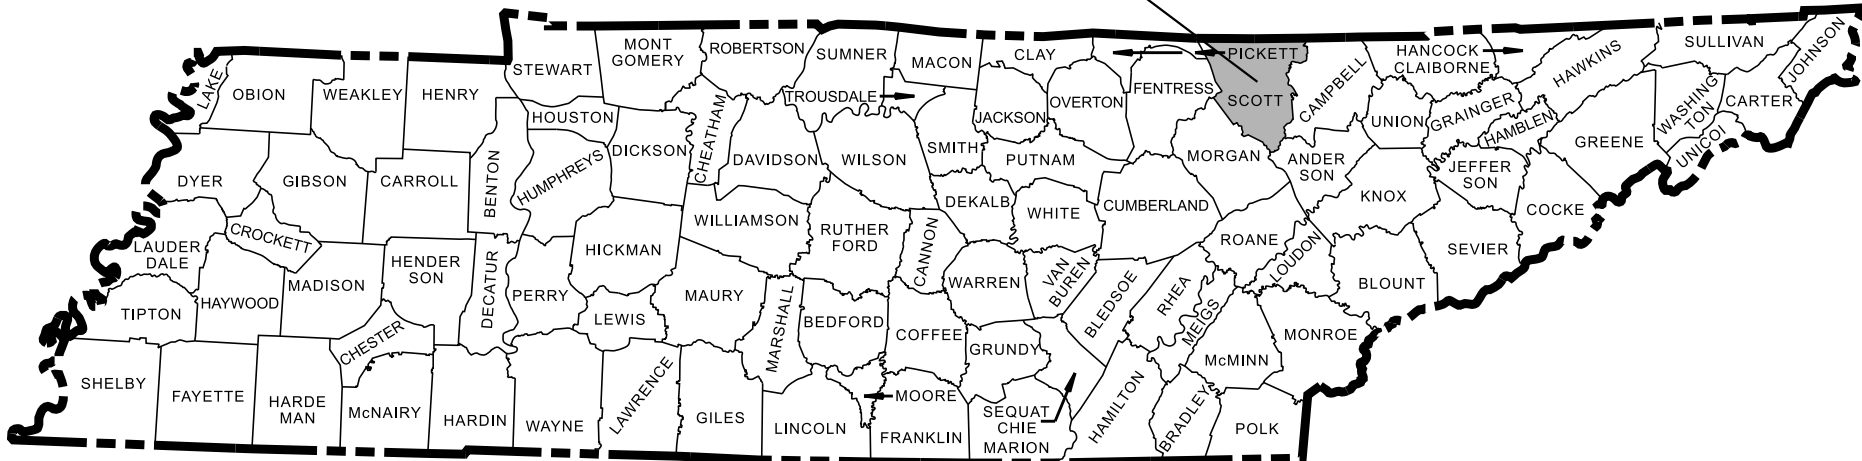 STEWART
MONT
GOMERY
ROBERTSON
SUMNER
MACON
CLAY
PICKETT
HANCOCK
CLAIBORNE
HAWKINS
SULLIVAN
JOHNSON
LAKE
OBION
WEAKLEY
HENRY
HOUSTON
CHEATHAM
TROUSDALE
JACKSON
OVERTON
FENTRESS
SCOTT
CAMPBELL
UNION
GRAINGER
HAMBLEN
GREENE
WASHING
TON
CARTER
UNICOI
DYER
GIBSON
CARROLL
BENTON
HUMPHREYS
DICKSON
DAVIDSON
WILSON
SMITH
PUTNAM
MORGAN
ANDER
SON
KNOX
JEFFER
SON
COCKE
LAUDER
DALE
CROCKETT
WILLIAMSON
RUTHER
FORD
CANNON
DEKALB
WHITE
CUMBERLAND
ROANE
LOUDON
BLOUNT
SEVIER
TIPTON
HAYWOOD
MADISON
HENDER
SON
DECATUR
PERRY
HICKMAN
LEWIS
MAURY
MARSHALL
BEDFORD
COFFEE
WARREN
VAN
BUREN
BLEDSOE
RHEA
MEIGS
McMINN
MONROE
SHELBY
FAYETTE
HARDE
MAN
CHESTER
McNAIRY
HARDIN
WAYNE
LAWRENCE
GILES
LINCOLN
MOORE
FRANKLIN
GRUNDY
SEQUAT
CHIE
MARION
HAMILTON
BRADLEY
POLK